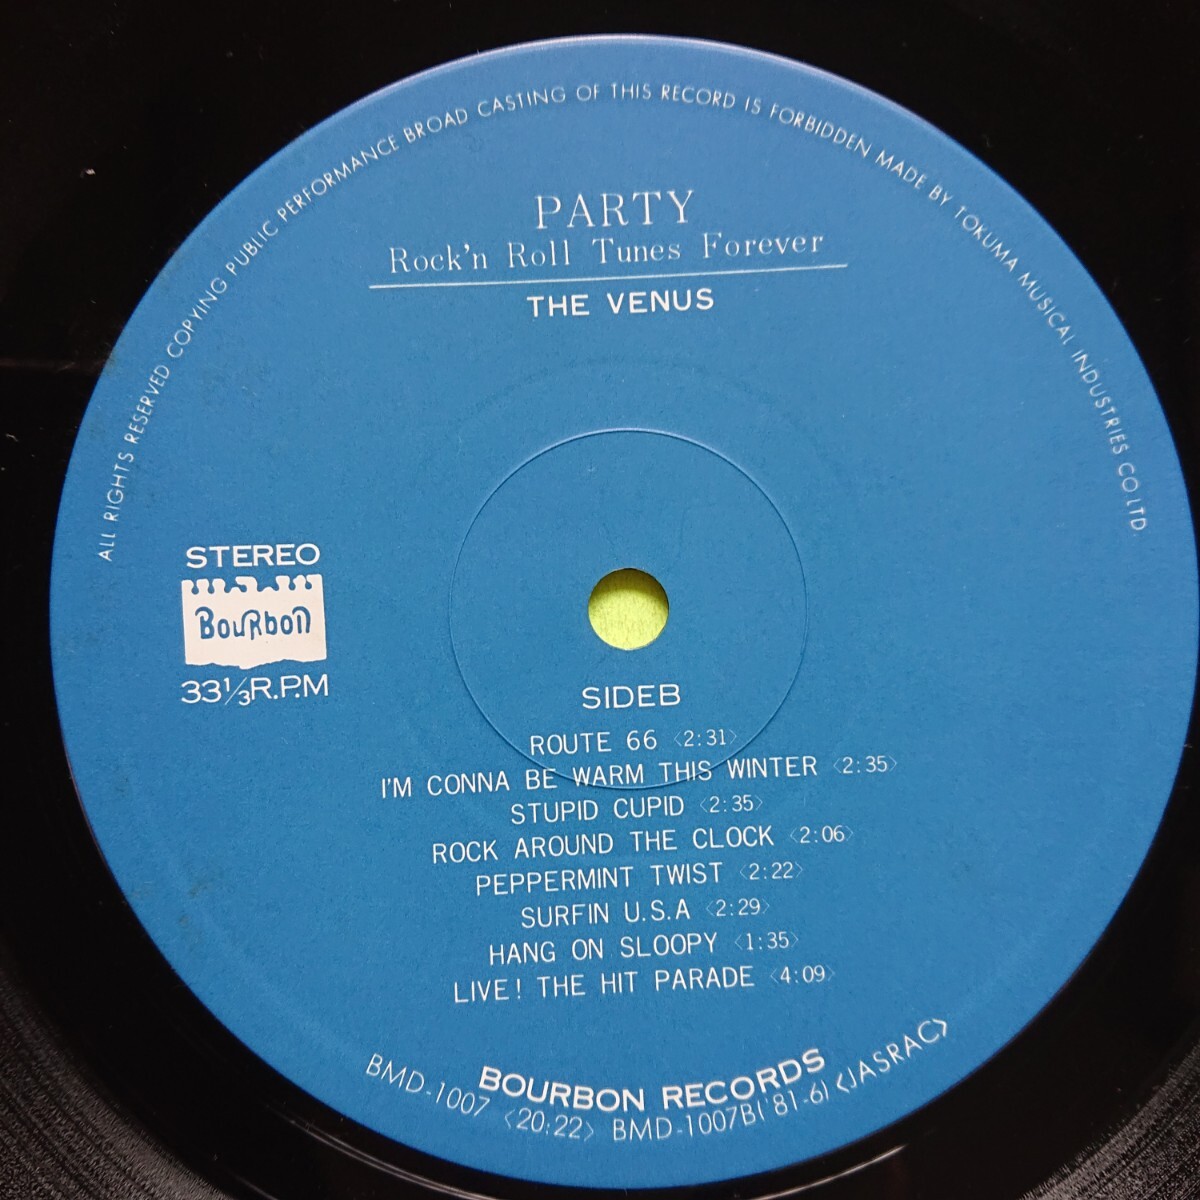 ALL RIGHTS RESERVED COPYING PUBLIC PERFORMANCE BROAD CASTING OF THIS RECORD IS FORBIDDEN MADE BY TOKUMA MUSICAL INDUSTRIES CO.LTD.
PARTY
Rock'n Roll Tunes Forever
THE VENUS
STEREO
BouRbon
33⅓R.P.M
SIDEB
ROUTE 66 〈2:31〉
I'M CONNA BE WARM THIS WINTER 〈2:35〉
STUPID CUPID 〈2:35〉
ROCK AROUND THE CLOCK 〈2:06〉
PEPPERMINT TWIST 〈2:22〉
SURFIN U.S.A 〈2:29〉
HANG ON SLOOPY 〈1:35〉
LIVE! THE HIT PARADE 〈4:09〉
BOURBON RECORDS
BMD-1007 〈20:22〉 BMD-1007B('81-6) 〈JASRAC〉